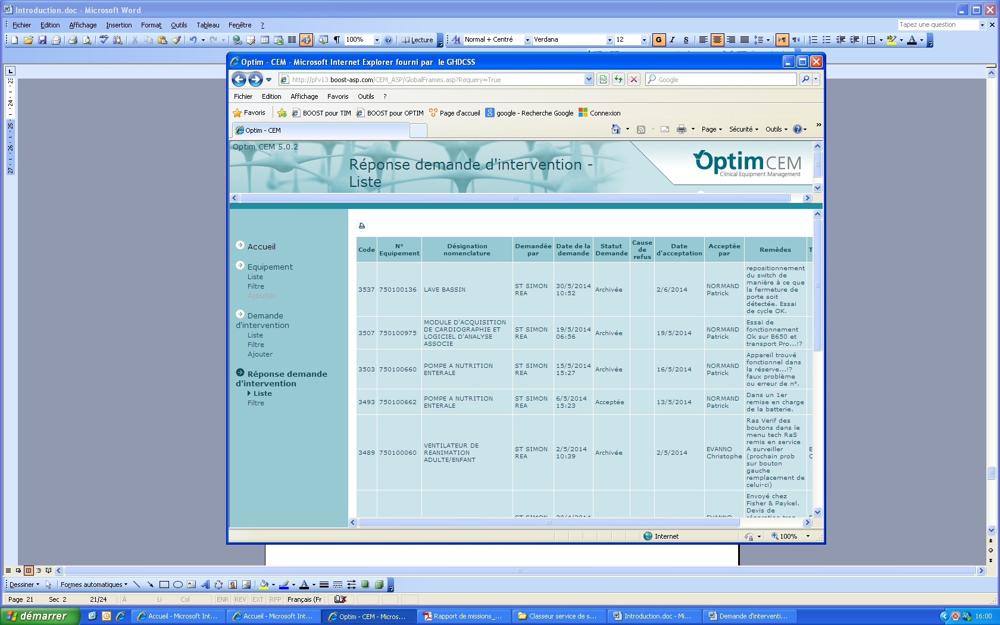 Introduction.doc - Microsoft Word
Fichier Edition Affichage Insertion Format Outils Tableau Fenêtre ?
Tapez une question
100% Lecture Normal + Centré Verdana 12 G I S
Optim - CEM - Microsoft Internet Explorer fourni par le GHDCSS
http://pfv13.boost-asp.com/CEM_ASP/GlobalFrames.asp?Requery=True
Google
Fichier Edition Affichage Favoris Outils ?
Favoris BOOST pour TIM BOOST pour OPTIM Page d'accueil google - Recherche Google Connexion
Optim - CEM
Page Sécurité Outils
Optim CEM 5.0.2
Réponse demande d'intervention -
Liste
OptimCEM
Clinical Equipment Management
Accueil
Equipement
Liste
Filtre
Ajouter
Demande
d'intervention
Liste
Filtre
Ajouter
Réponse demande
d'intervention
Liste
Filtre
Code N° Equipement Désignation nomenclature Demandée par Date de la demande Statut Demande Cause de refus Date d'acceptation Acceptée par Remèdes T
3537 750100136 LAVE BASSIN ST SIMON REA 30/5/2014 10:52 Archivée 2/6/2014 NORMAND Patrick
repositionnement
du switch de
manière à ce que
la fermeture de
porte soit
détectée. Essai
de cycle OK.
3507 750100975 MODULE D'ACQUISITION DE CARDIOGRAPHIE ET LOGICIEL D'ANALYSE ASSOCIE ST SIMON REA 19/5/2014 06:56 Archivée 19/5/2014 NORMAND Patrick
Essai de
fonctionnement
Ok sur B650 et
transport Pro...!?
3503 750100660 POMPE A NUTRITION ENTERALE ST SIMON REA 15/5/2014 15:27 Archivée 16/5/2014 NORMAND Patrick
Appareil trouvé
fonctionnel dans
la réserve...!?
faux problème
ou erreur de n°.
3493 750100662 POMPE A NUTRITION ENTERALE ST SIMON REA 6/5/2014 15:23 Acceptée 13/5/2014 NORMAND Patrick
Dans un 1er
remise en charge
de la batterie.
3489 750100060 VENTILATEUR DE REANIMATION ADULTE/ENFANT ST SIMON REA 2/5/2014 10:39 Archivée 2/5/2014 EVANNO Christophe
Ras Verif des
boutons dans le
menu tech RaS
remis en service
A surveiller
(prochain prob
sur bouton
gauche
remplacement de
celui-ci)
Envoyé chez
Fisher & Paykel.
Devis de
Internet 100%
Dessiner Formes automatiques
Page 21 Sec 2 21/24 À Li Col ENR REV EXT RFP Français (Fr
démarrer Accueil - Microsoft Int... Accueil - Microsoft Int... Optim - CEM - Micros... Rapport de missions_... Classeur service de s... Introduction.doc - Mi... Demande d'interventi... 16:00